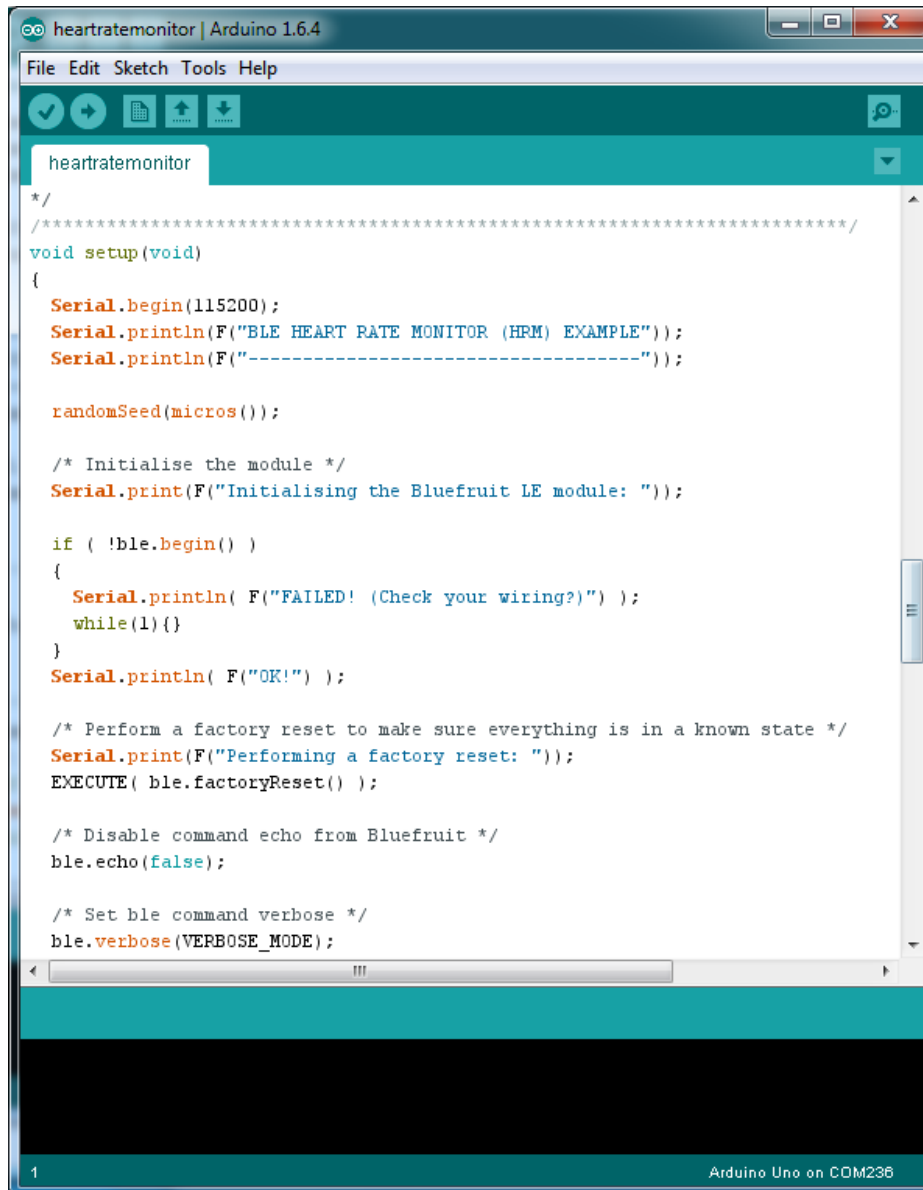 heartratemonitor | Arduino 1.6.4
File Edit Sketch Tools Help
heartratemonitor
*/
/**************************************************************************/
void setup(void)
{
  Serial.begin(115200);
  Serial.println(F("BLE HEART RATE MONITOR (HRM) EXAMPLE"));
  Serial.println(F("------------------------------------"));

  randomSeed(micros());

  /* Initialise the module */
  Serial.print(F("Initialising the Bluefruit LE module: "));

  if ( !ble.begin() )
  {
    Serial.println( F("FAILED! (Check your wiring?)") );
    while(1){}
  }
  Serial.println( F("OK!") );

  /* Perform a factory reset to make sure everything is in a known state */
  Serial.print(F("Performing a factory reset: "));
  EXECUTE( ble.factoryReset() );

  /* Disable command echo from Bluefruit */
  ble.echo(false);

  /* Set ble command verbose */
  ble.verbose(VERBOSE_MODE);
1 Arduino Uno on COM236